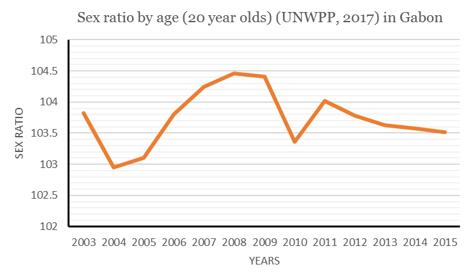 Sex ratio by age (20 year olds) (UNWPP, 2017) in Gabon
105
104.5
104
103.5
103
102.5
102
SEX RATIO
2003 2004 2005 2006 2007 2008 2009 2010 2011 2012 2013 2014 2015
YEARS